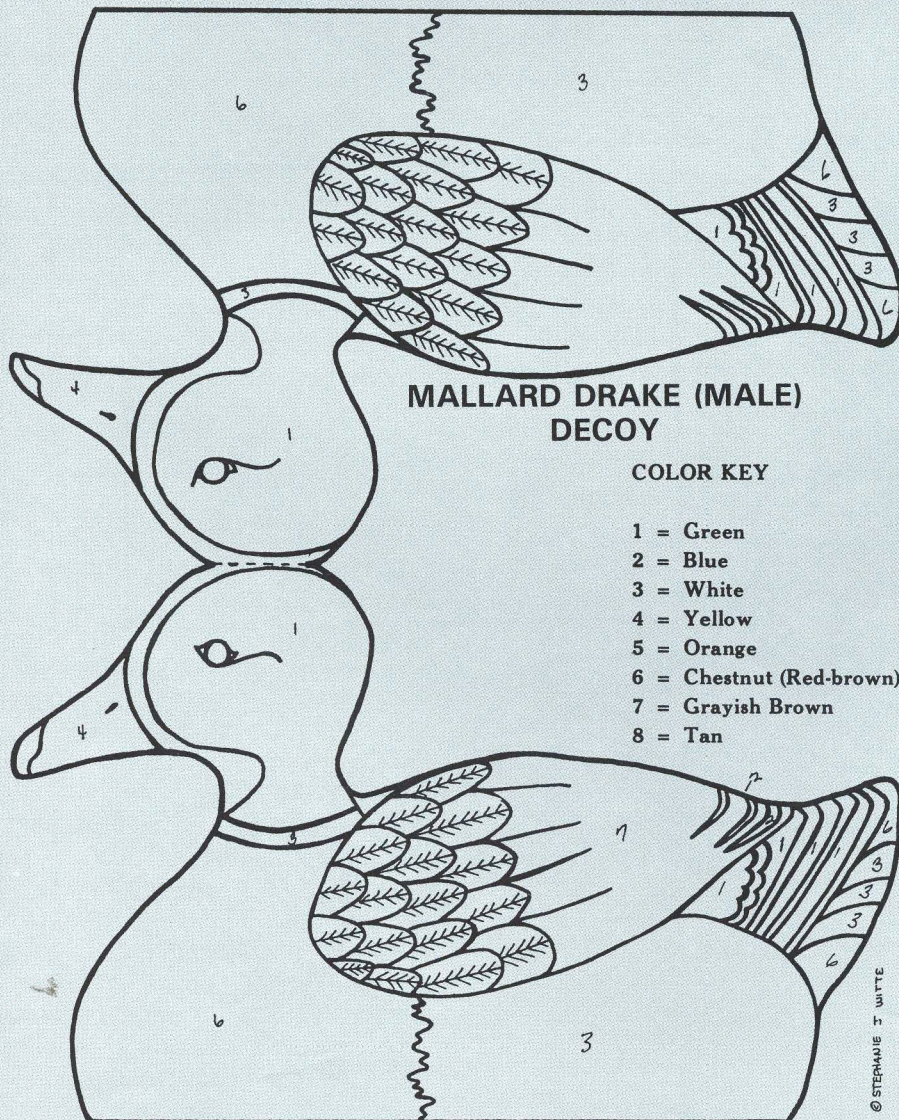 6
3
6
3
3
3
3
6
1
1
1
1
4
1
MALLARD DRAKE (MALE)
DECOY
COLOR KEY
1 = Green
2 = Blue
3 = White
4 = Yellow
5 = Orange
6 = Chestnut (Red-brown)
7 = Grayish Brown
8 = Tan
1
4
2
7
3
6
1
1
1
3
3
3
6
6
3
© STEPHANIE J WITTE